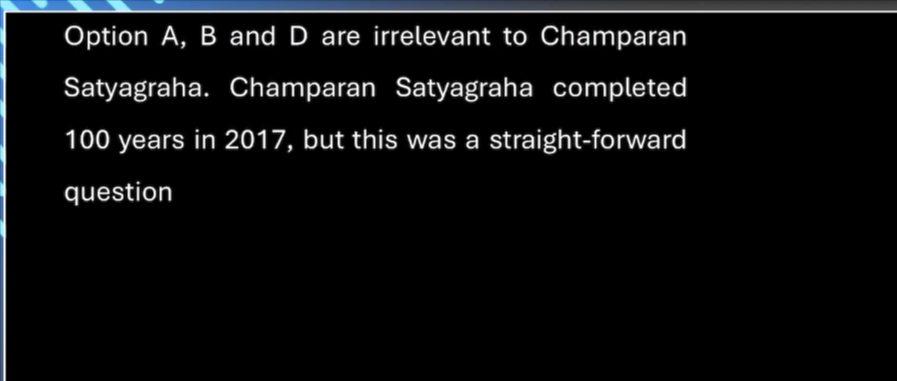 Option A, B and D are irrelevant to Champaran
Satyagraha. Champaran Satyagraha completed
100 years in 2017, but this was a straight-forward
question